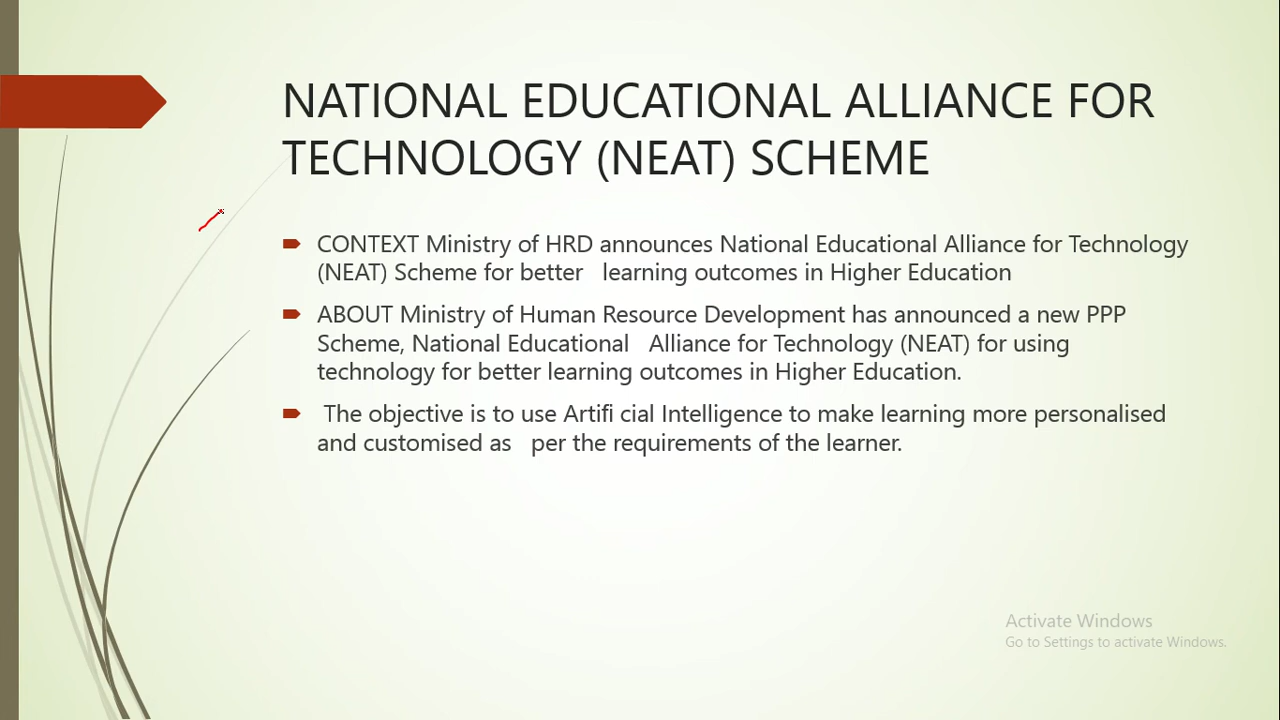 NATIONAL EDUCATIONAL ALLIANCE FOR
TECHNOLOGY (NEAT) SCHEME
CONTEXT Ministry of HRD announces National Educational Alliance for Technology
(NEAT) Scheme for better   learning outcomes in Higher Education
ABOUT Ministry of Human Resource Development has announced a new PPP
Scheme, National Educational   Alliance for Technology (NEAT) for using
technology for better learning outcomes in Higher Education.
The objective is to use Artifi cial Intelligence to make learning more personalised
and customised as   per the requirements of the learner.
Activate Windows
Go to Settings to activate Windows.